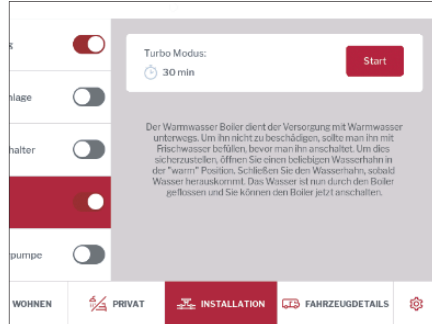 g
Turbo Modus:
30 min
Start
nlage
Der Warmwasser Boiler dient der Versorgung mit Warmwasser
unterwegs. Um ihn nicht zu beschädigen, sollte man ihn mit
Frischwasser befüllen, bevor man ihn anschaltet. Um dies
sicherzustellen, öffnen Sie einen beliebigen Wasserhahn in
der "warm" Position. Schließen Sie den Wasserhahn, sobald
Wasser herauskommt. Das Wasser ist nun durch den Boiler
geflossen und Sie können den Boiler jetzt anschalten.
halter
pumpe
WOHNEN
PRIVAT
INSTALLATION
FAHRZEUGDETAILS